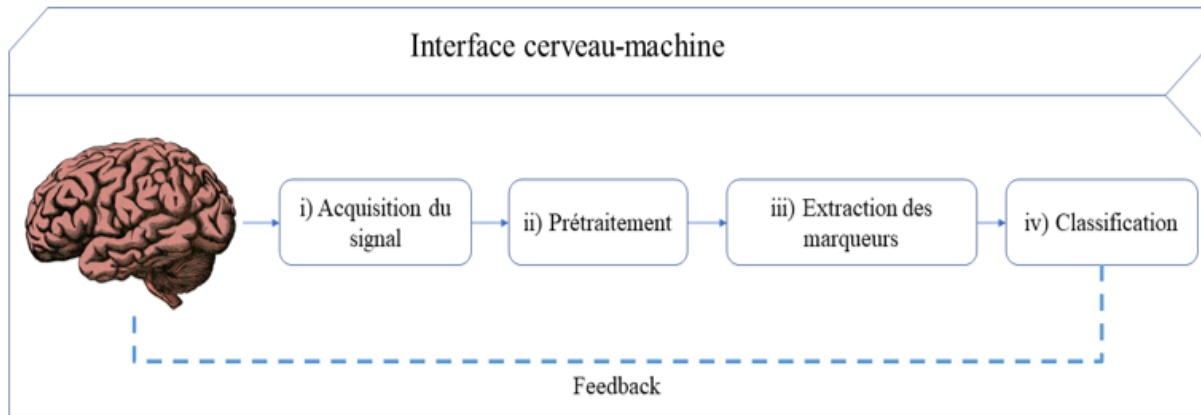 Interface cerveau-machine
i) Acquisition du
signal
ii) Prétraitement
iii) Extraction des
marqueurs
iv) Classification
Feedback